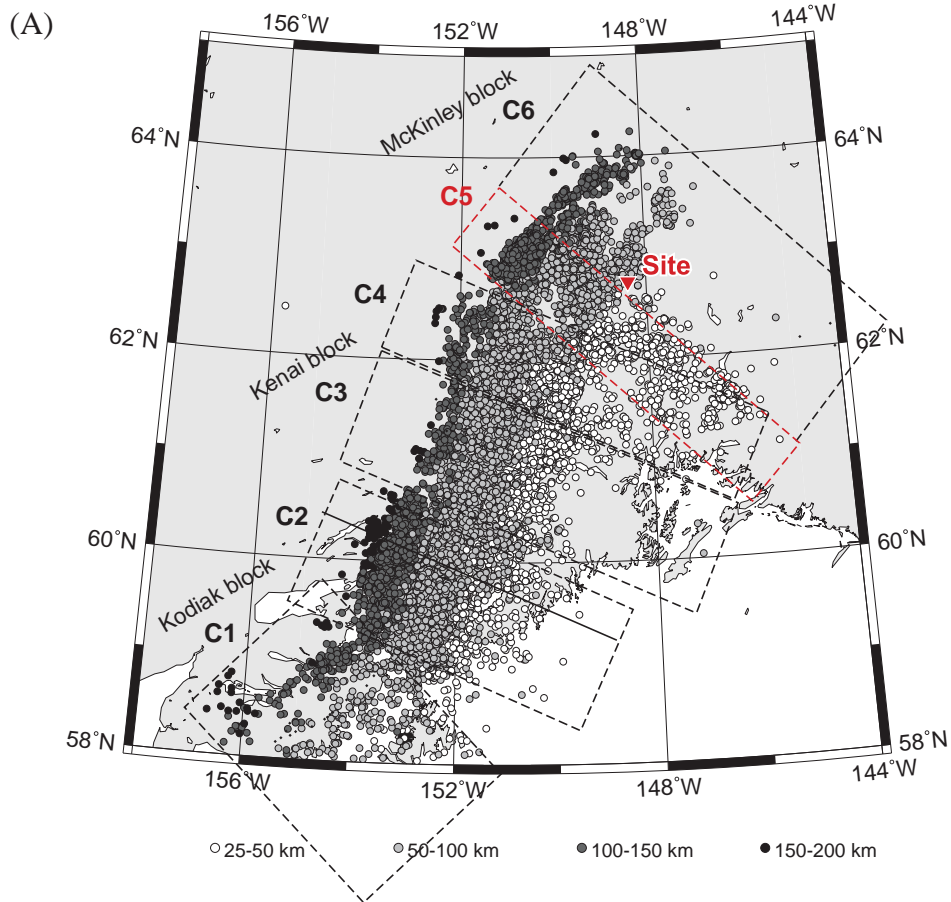 (A)
156˚W
152˚W
148˚W
144˚W
McKinley block
C6
64˚N
64˚N
C5
Site
C4
62˚N
62˚N
Kenai block
C3
C2
60˚N
60˚N
Kodiak block
C1
58˚N
58˚N
156˚W
152˚W
148˚W
144˚W
25-50 km
50-100 km
100-150 km
150-200 km